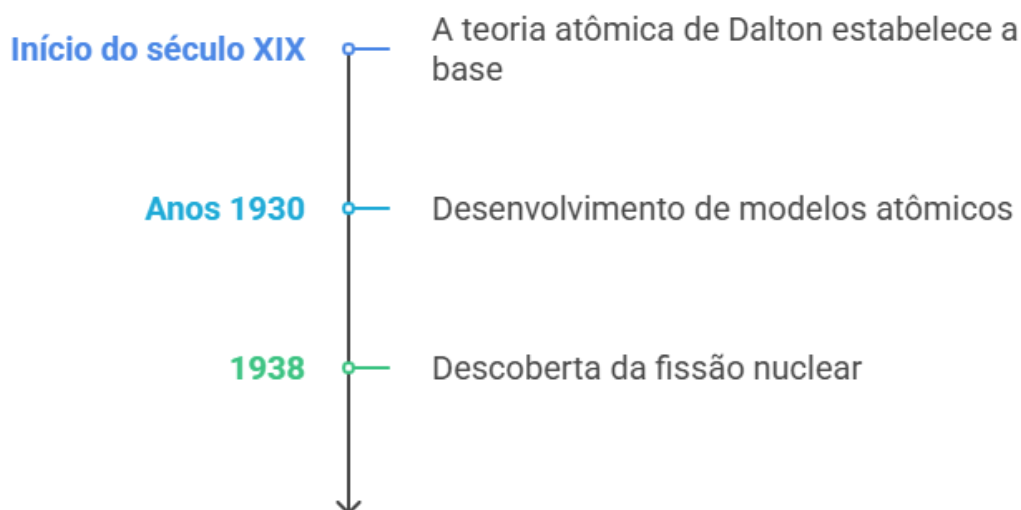 Início do século XIX
A teoria atômica de Dalton estabelece a
base
Anos 1930
Desenvolvimento de modelos atômicos
1938
Descoberta da fissão nuclear